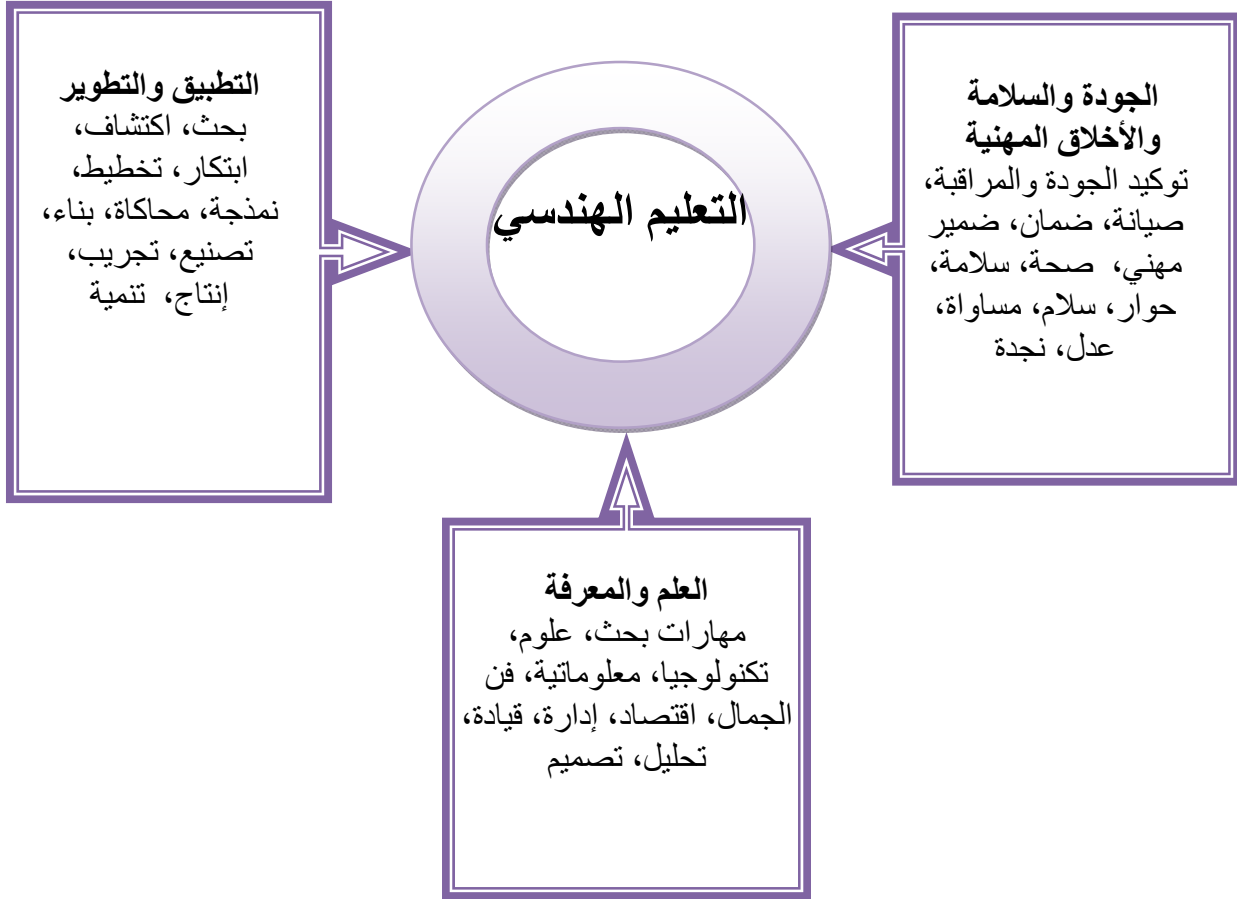 الجودة والسلامة
والأخلاق المهنية
توكيد الجودة والمراقبة،
صيانة، ضمان، ضمير
مهني، صحة، سلامة،
حوار، سلام، مساواة،
عدل، نجدة
التعليم الهندسي
التطبيق والتطوير
بحث، اكتشاف،
ابتكار، تخطيط،
نمذجة، محاكاة، بناء،
تصنيع، تجريب،
إنتاج، تنمية
العلم والمعرفة
مهارات بحث، علوم،
تكنولوجيا، معلوماتية، فن
الجمال، اقتصاد، إدارة، قيادة،
تحليل، تصميم